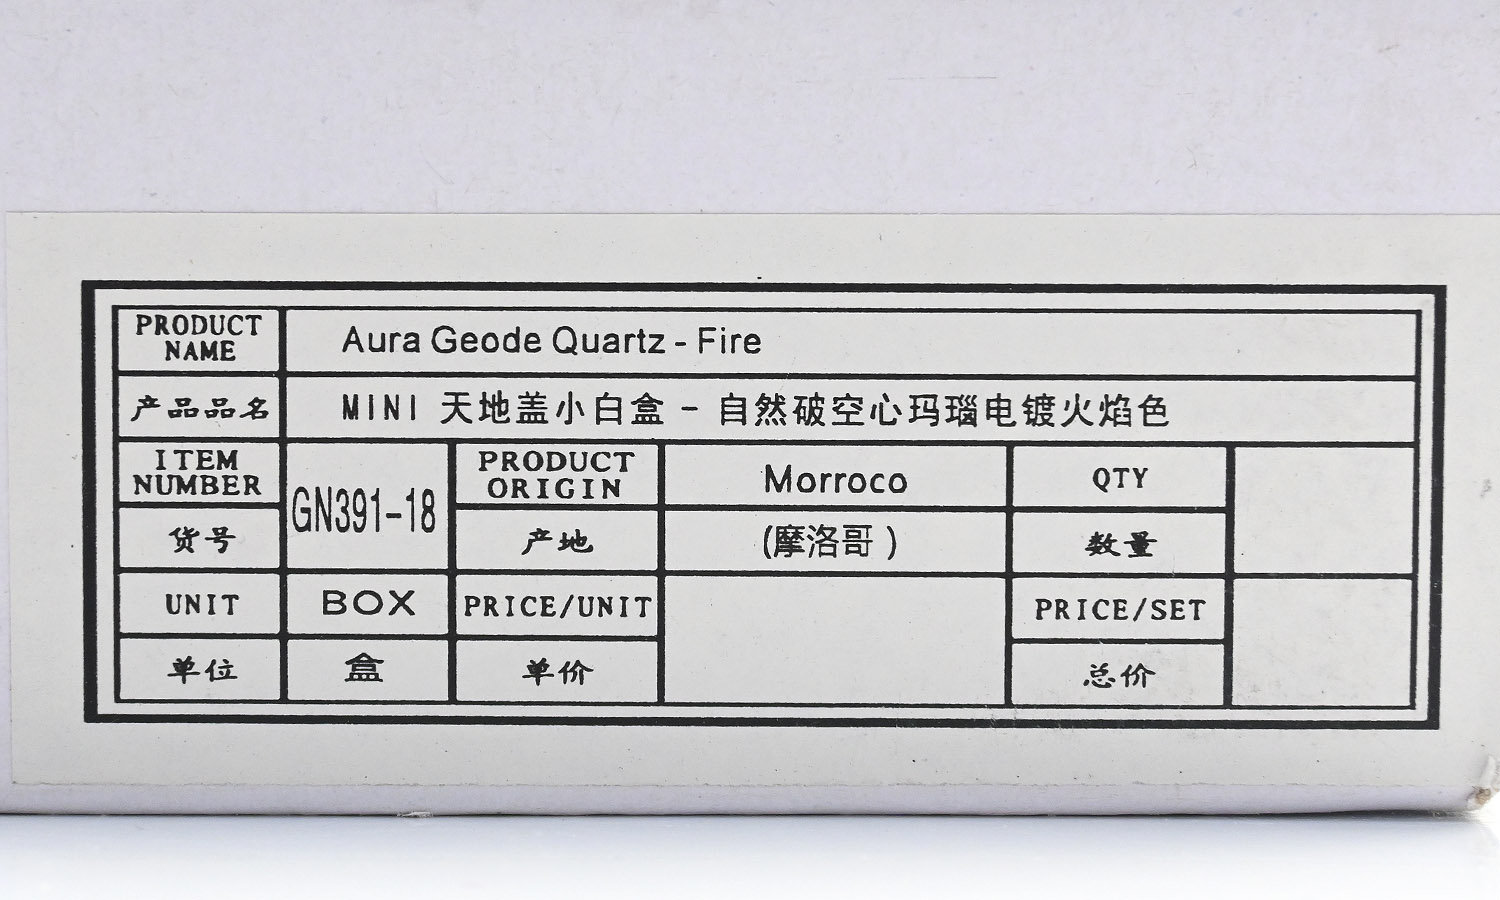 PRODUCT
NAME
Aura Geode Quartz - Fire
产品品名
MINI 天地盖小白盒 - 自然破空心玛瑙电镀火焰色
ITEM
NUMBER
GN391-18
PRODUCT
ORIGIN
Morroco
QTY
货号
产地
(摩洛哥)
数量
UNIT
BOX
PRICE/UNIT
PRICE/SET
单位
盒
单价
总价